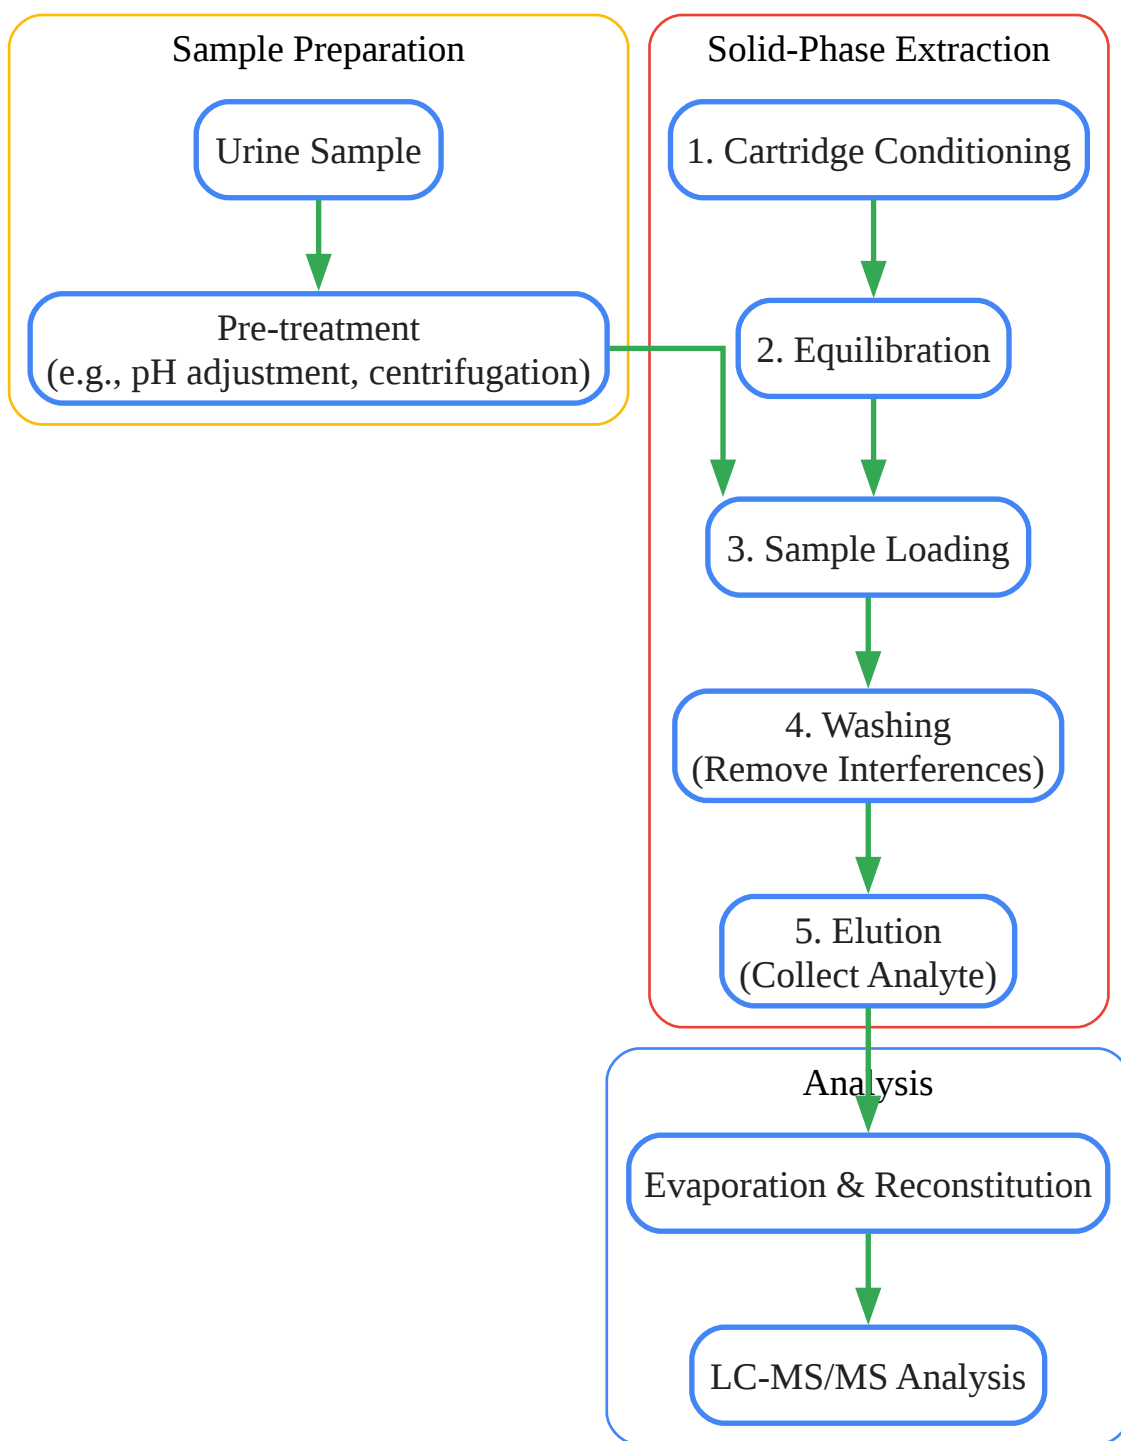 Sample Preparation
Urine Sample
Pre-treatment
(e.g., pH adjustment, centrifugation)
Solid-Phase Extraction
1. Cartridge Conditioning
2. Equilibration
3. Sample Loading
4. Washing
(Remove Interferences)
5. Elution
(Collect Analyte)
Analysis
Evaporation & Reconstitution
LC-MS/MS Analysis